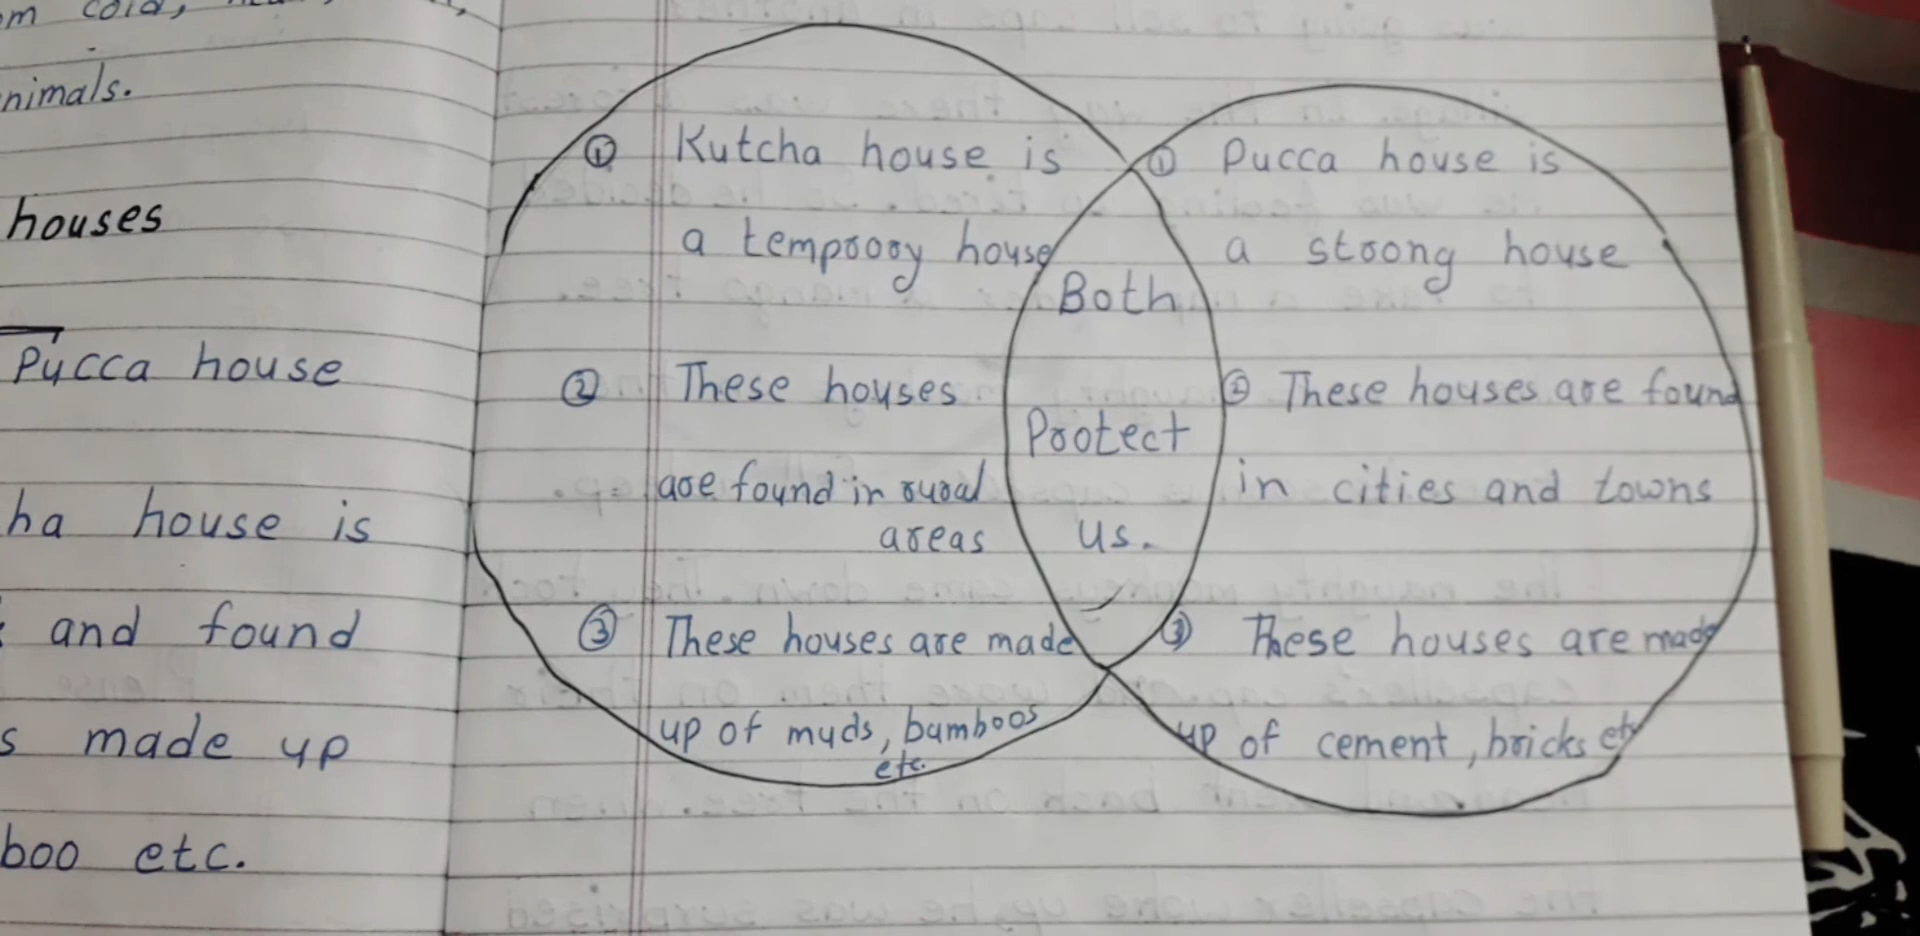 nimals.
houses
Pucca house
ha house is
and found
s made up
boo etc.
① Kutcha house is
a temprory house
② These houses
are found in rural
areas
③ These houses are made
up of muds, bamboos
etc.
Both
Protect
us.
① Pucca house is
a strong house
② These houses are found
in cities and towns
③ These houses are made
up of cement, bricks etc